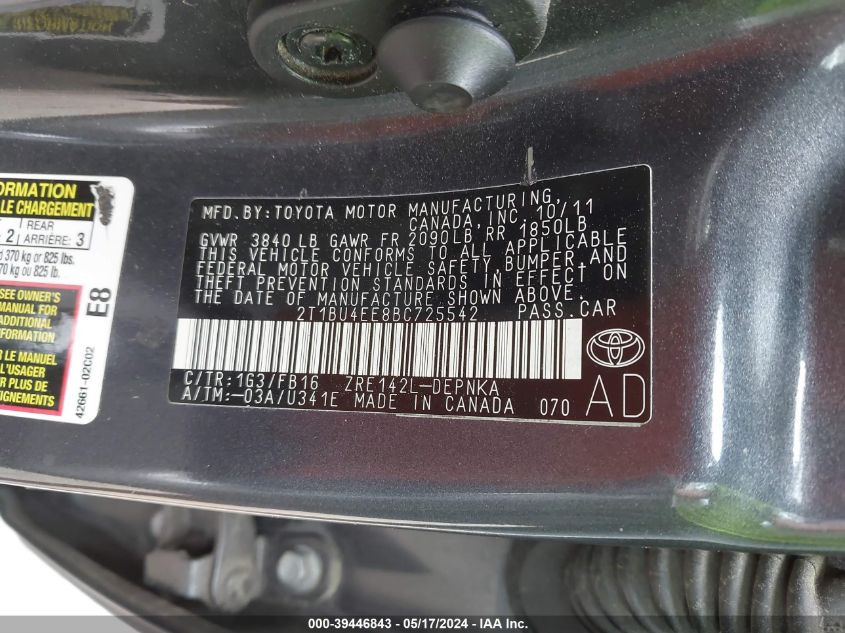 MFD. BY: TOYOTA MOTOR MANUFACTURING,
CANADA, INC. 10/11
GVWR 3840 LB GAWR FR 2090LB RR 1850LB
THIS VEHICLE CONFORMS TO ALL APPLICABLE
FEDERAL MOTOR VEHICLE SAFETY, BUMPER, AND
THEFT PREVENTION STANDARDS IN EFFECT ON
THE DATE OF MANUFACTURE SHOWN ABOVE.
2T1BU4EE8BC725542 PASS.CAR
C/TR: 1G3/FB16 ZRE142L-DEPNKA
A/TM:-03A/U341E MADE IN CANADA 070
AD
ORMATION
LE CHARGEMENT
2 REAR ARRIÈRE: 3
370 kg or 825 lbs.
70 kg ou 825 lb.
SEE OWNER'S
MANUAL FOR
ADDITIONAL
INFORMATION
R LE MANUEL
L'USAGER
R PLUS DE
EIGNEMENTS
E8
42661-02C02
000-39446843 - 05/17/2024 - IAA Inc.